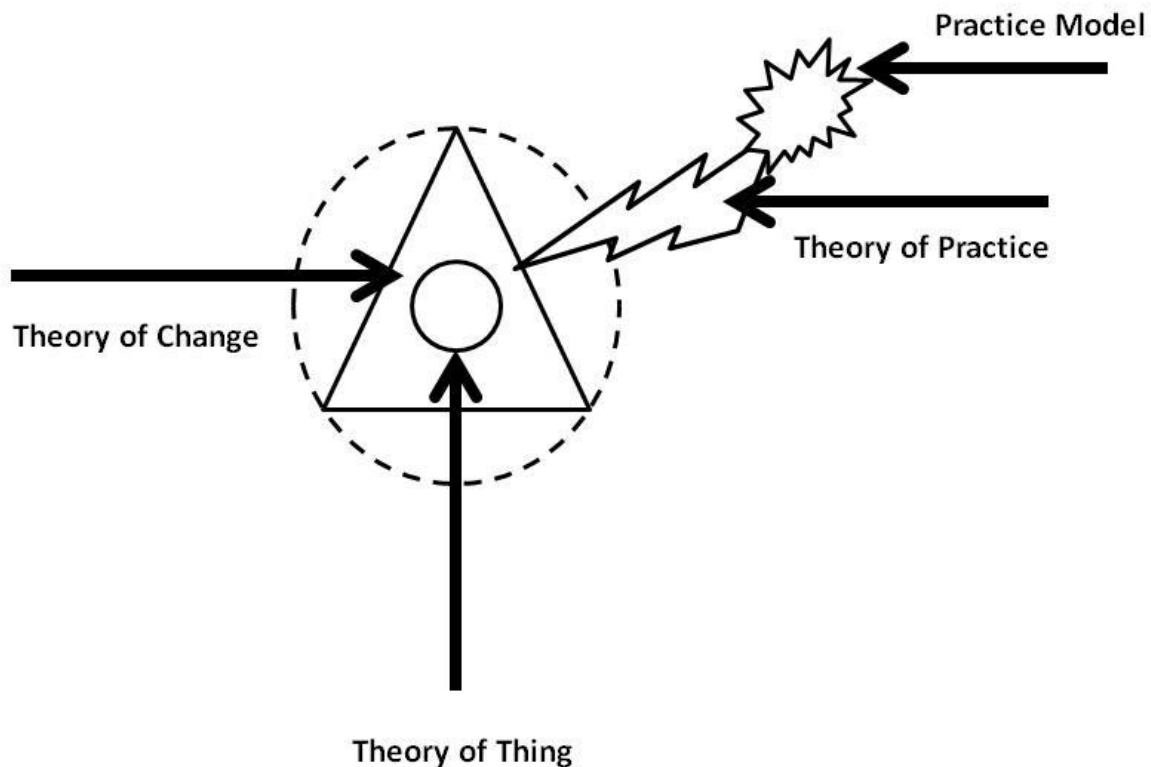 Practice Model
Theory of Practice
Theory of Change
Theory of Thing